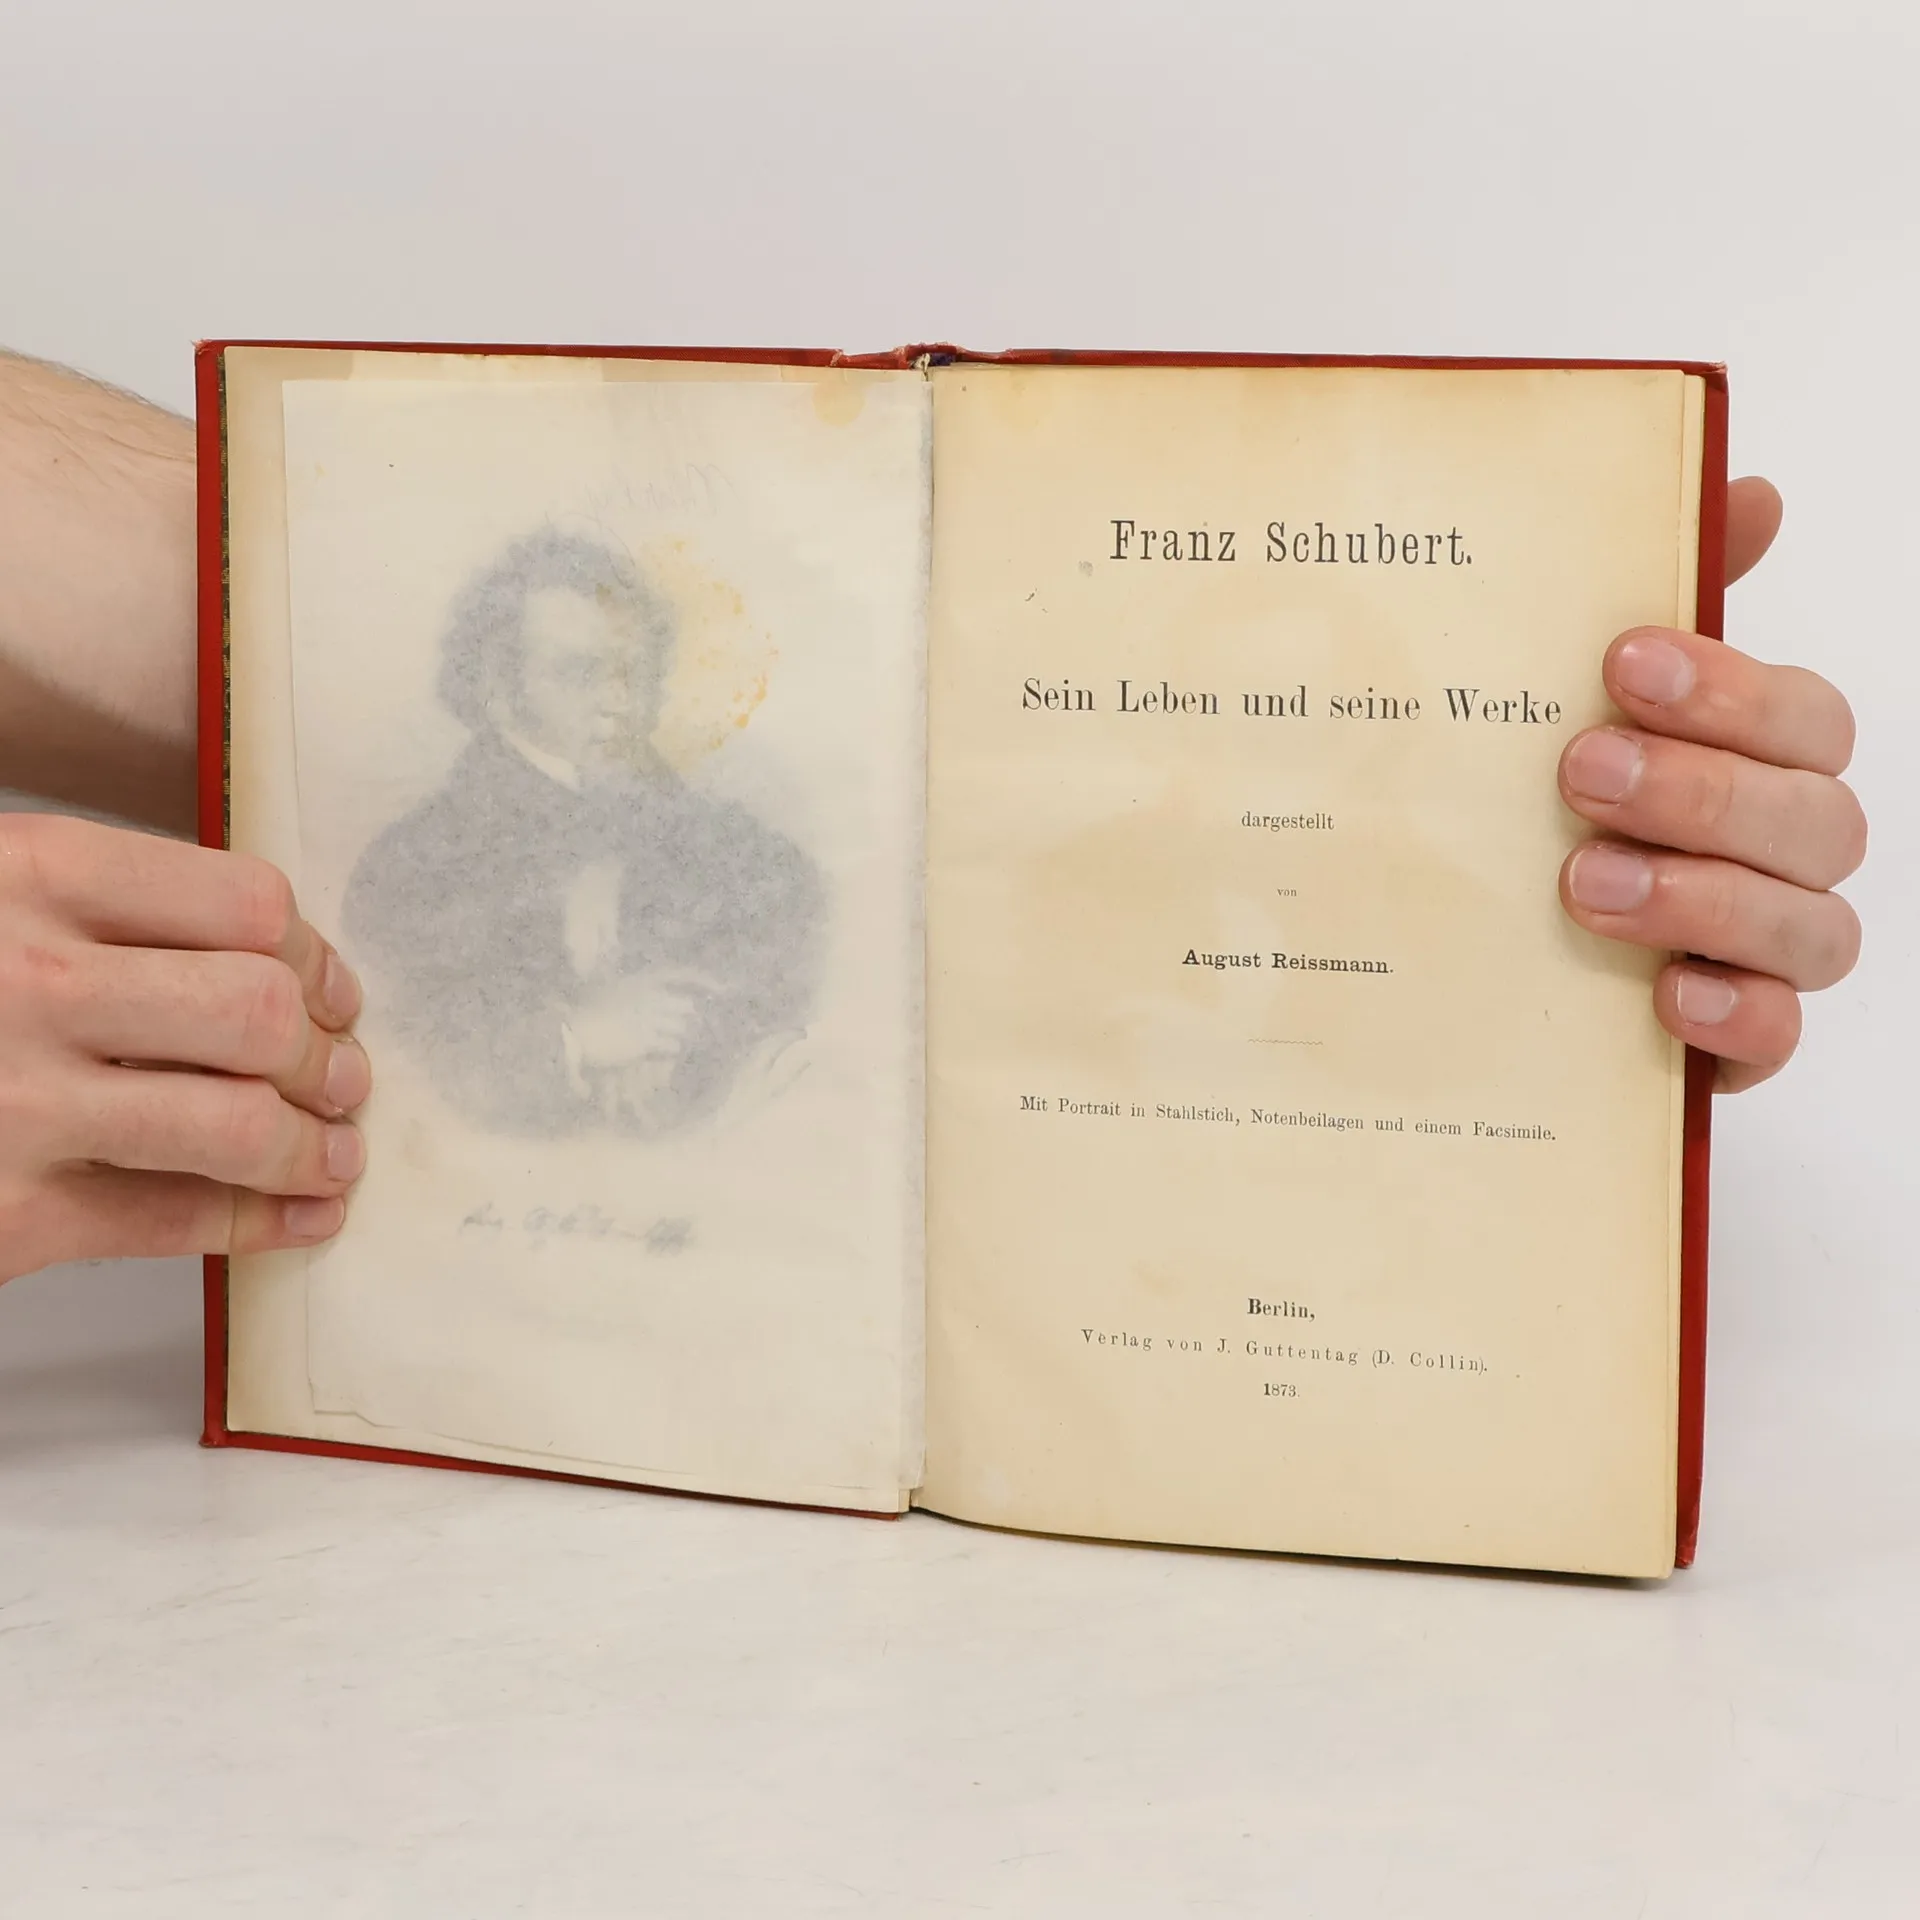 Franz Schubert.
Sein Leben und seine Werke
dargestellt
von
August Reissmann.
Mit Portrait in Stahlstich, Notenbeilagen und einem Facsimile.
Berlin,
Verlag von J. Guttentag (D. Collin).
1873.